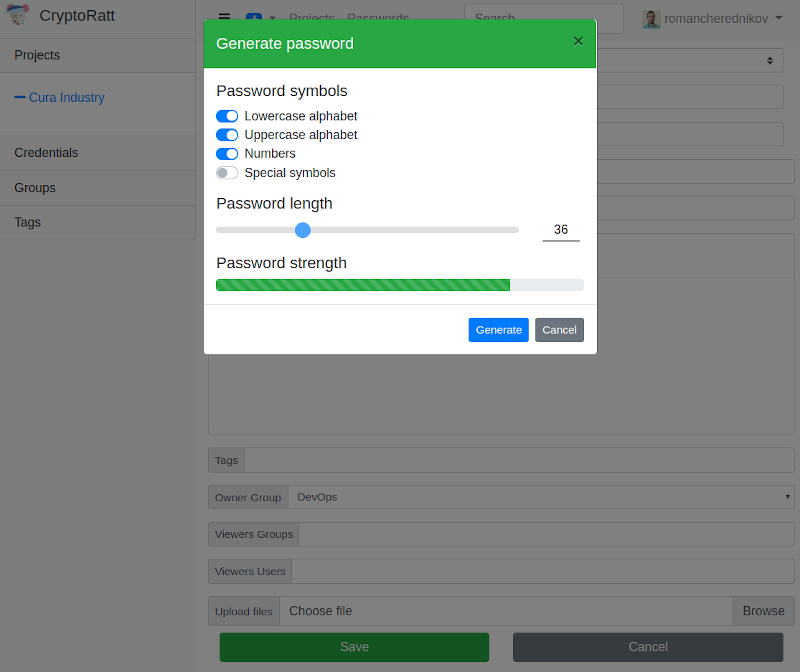 CryptoRatt
Projects Passwords
Search
romancherednikov
Generate password
×
Projects
Cura Industry
Credentials
Groups
Tags
Password symbols
Lowercase alphabet
Uppercase alphabet
Numbers
Special symbols
Password length
36
Password strength
Generate
Cancel
Tags
Owner Group
DevOps
Viewers Groups
Viewers Users
Upload files
Choose file
Browse
Save
Cancel